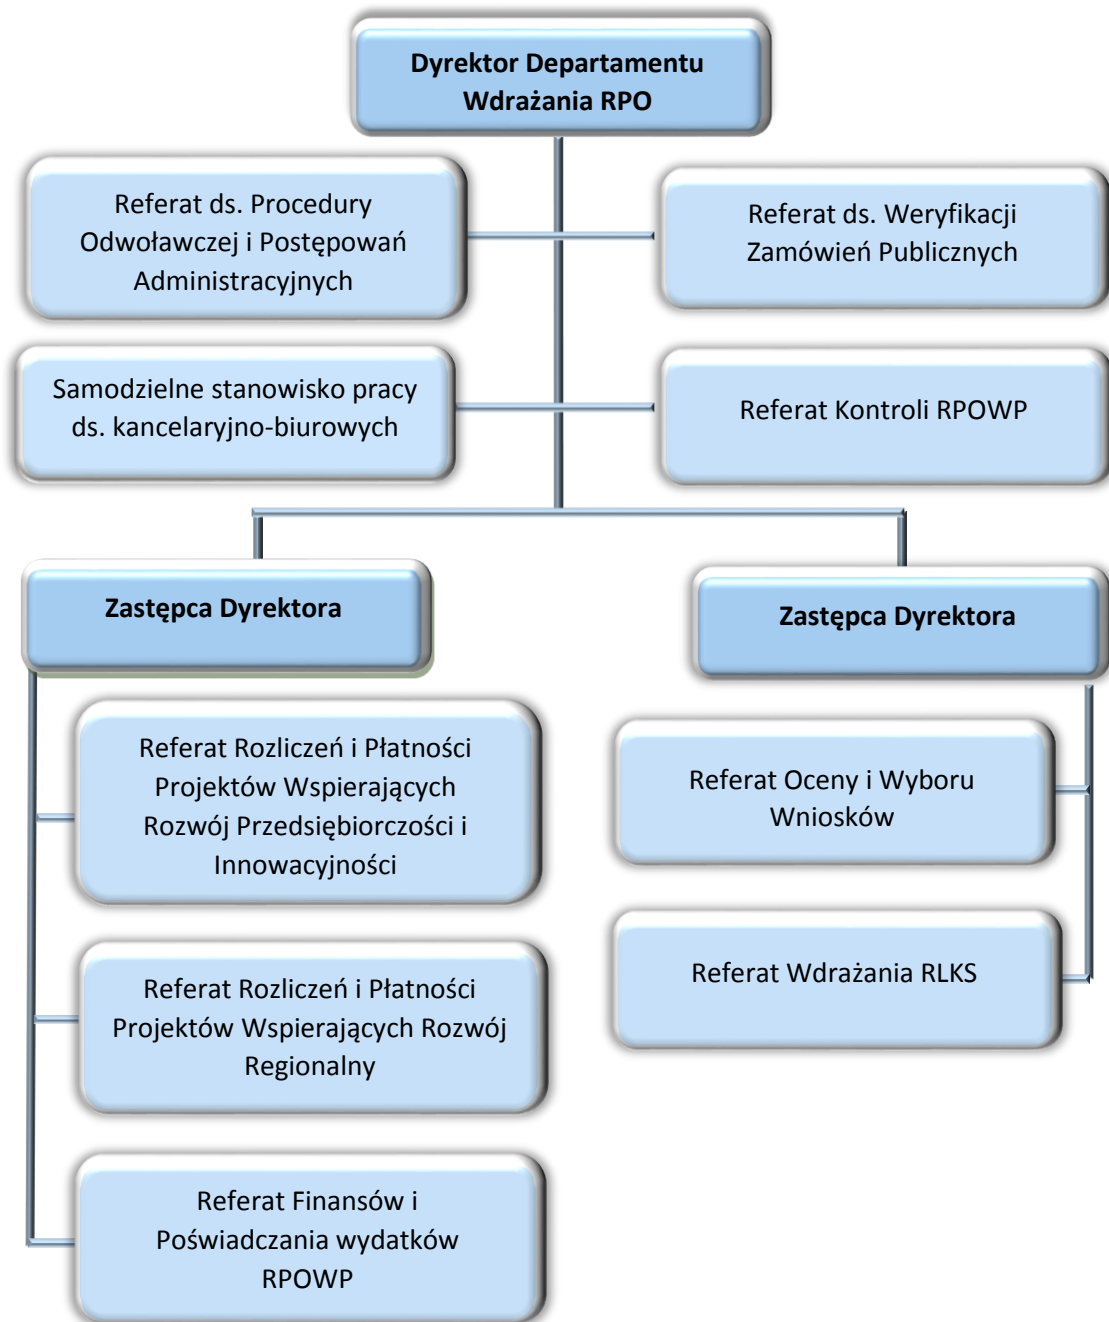 Dyrektor Departamentu
Wdrażania RPO
Referat ds. Procedury
Odwoławczej i Postępowań
Administracyjnych
Referat ds. Weryfikacji
Zamówień Publicznych
Samodzielne stanowisko pracy
ds. kancelaryjno-biurowych
Referat Kontroli RPOWP
Zastępca Dyrektora
Zastępca Dyrektora
Referat Rozliczeń i Płatności
Projektów Wspierających
Rozwój Przedsiębiorczości i
Innowacyjności
Referat Oceny i Wyboru
Wniosków
Referat Rozliczeń i Płatności
Projektów Wspierających Rozwój
Regionalny
Referat Wdrażania RLKS
Referat Finansów i
Poświadczania wydatków
RPOWP